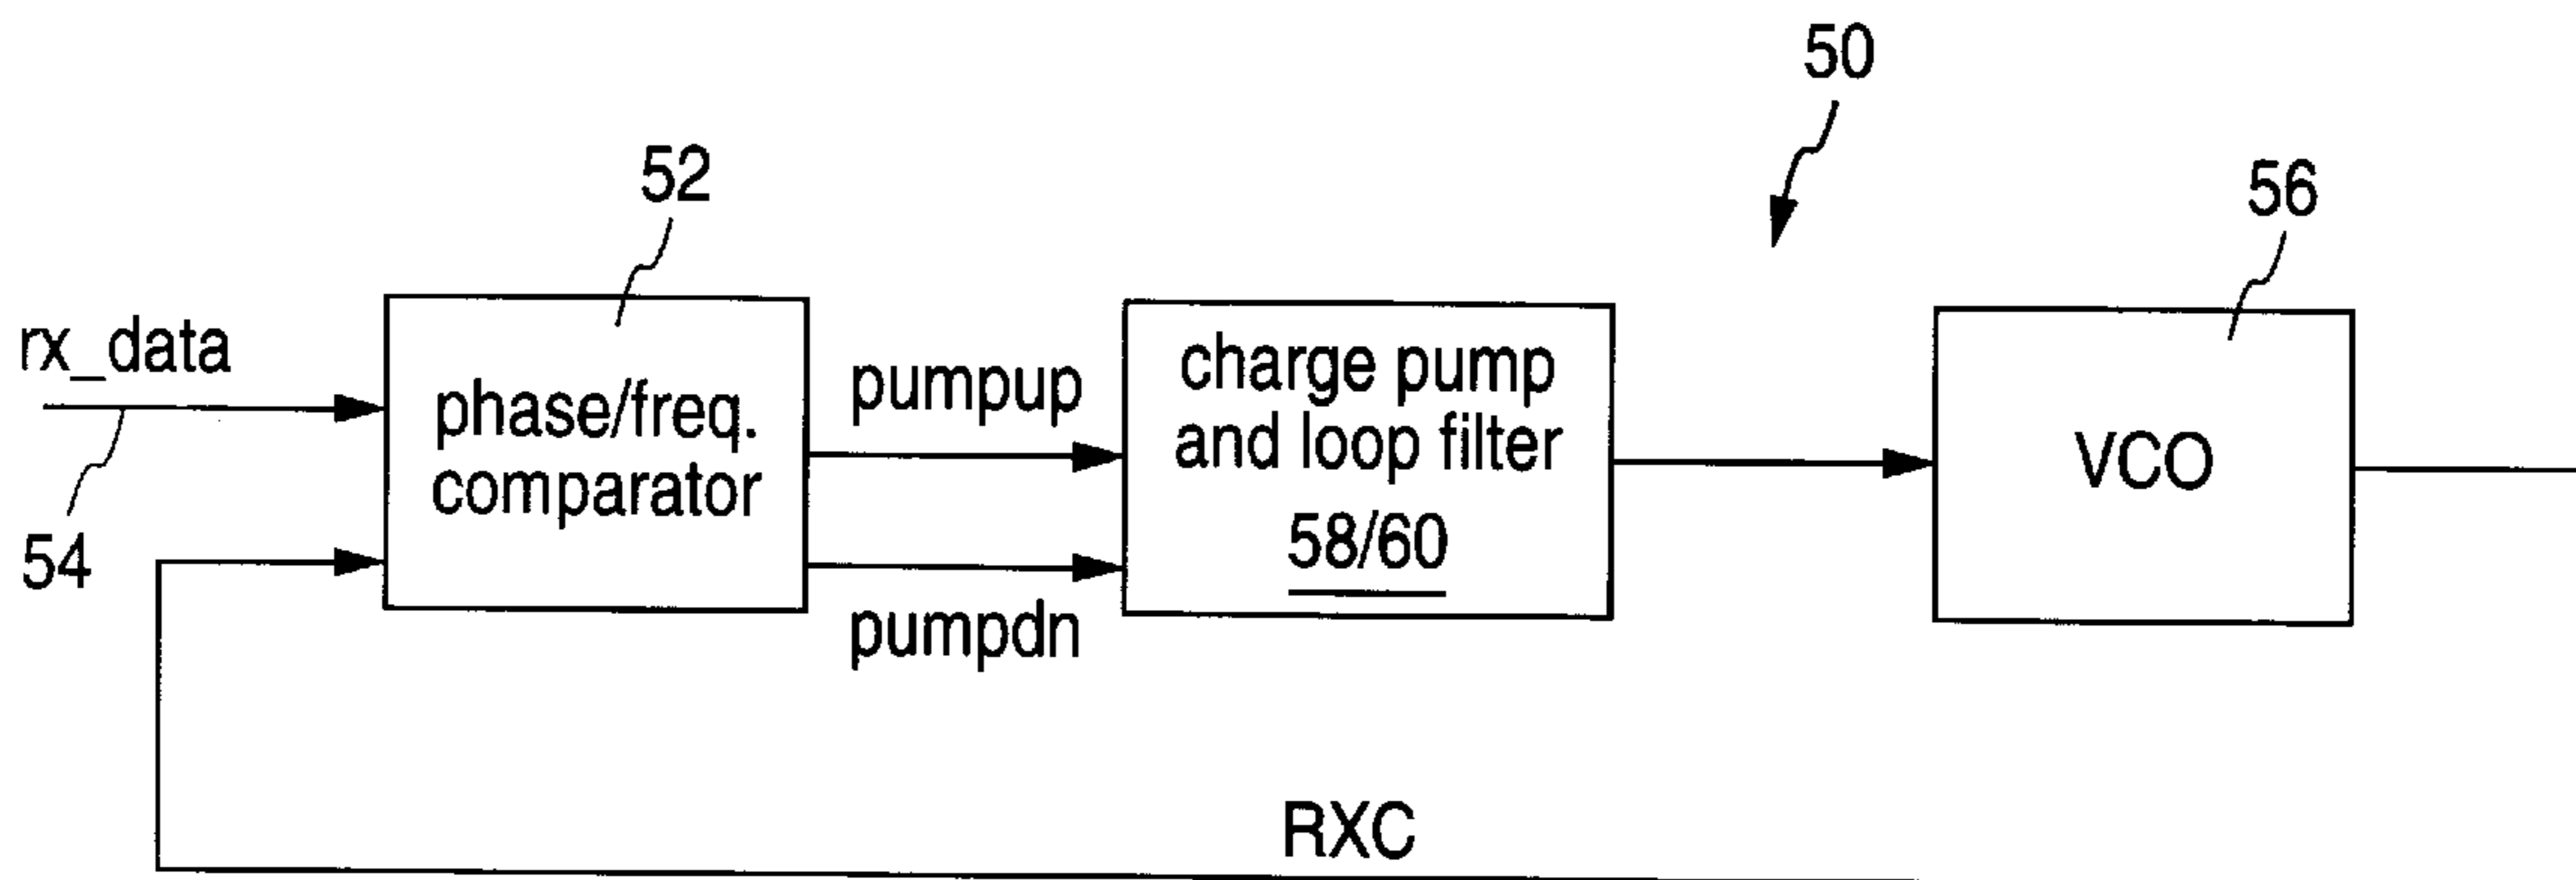 50
52
56
rx_data
54
phase/freq.
comparator
pumpup
pumpdn
charge pump
and loop filter
58/60
VCO
RXC